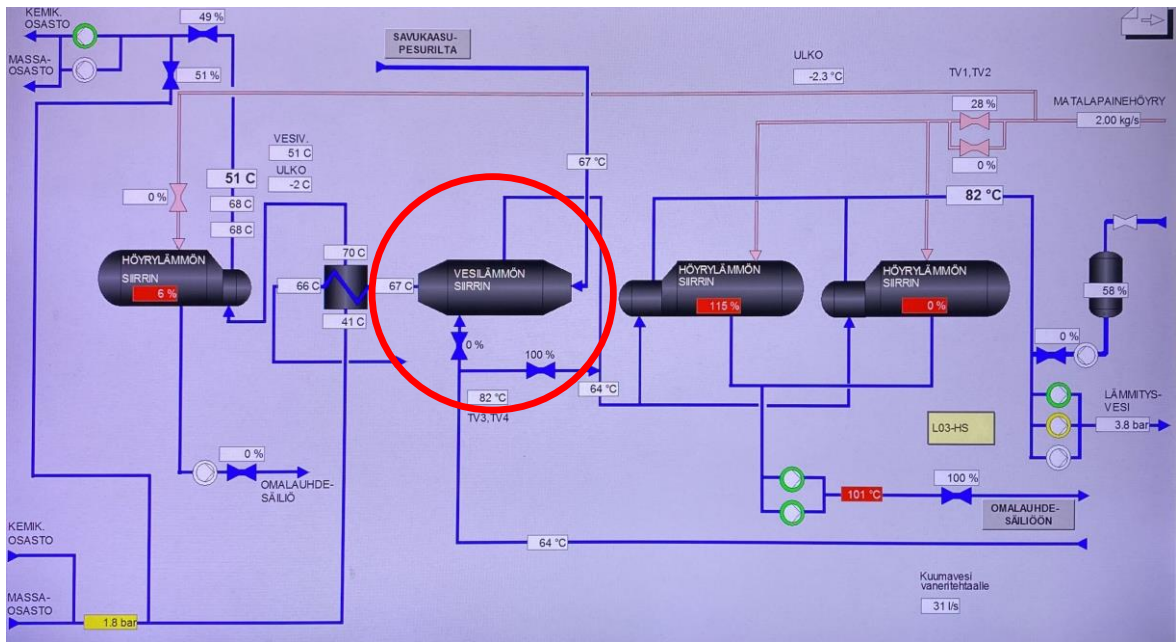 KEMIK.
OSASTO
MASSA-
OSASTO
49 %
51 %
SAVUKAASU-
PESURILTA
ULKO
-2.3 °C
TV1,TV2
28 %
0 %
MATALAPAINEHÖYRY
2.00 kg/s
VESIV.
51 C
ULKO
-2 C
67 °C
51 C
68 C
68 C
0 %
82 °C
HÖYRYLÄMMÖN
SIIRRIN
6 %
70 C
66 C
67 C
41 C
VESILÄMMÖN
SIIRRIN
HÖYRYLÄMMÖN
SIIRRIN
115 %
HÖYRYLÄMMÖN
SIIRRIN
0 %
58 %
0 %
0 %
100 %
82 °C
TV3,TV4
64 °C
LÄMMITYS-
VESI
3.8 bar
L03-HS
0 %
OMALAUHDE-
SÄILIÖ
101 °C
100 %
OMALAUHDE-
SÄILIÖÖN
KEMIK.
OSASTO
64 °C
MASSA-
OSASTO
1.8 bar
Kuumavesi
vaneritehtaalle
31 l/s